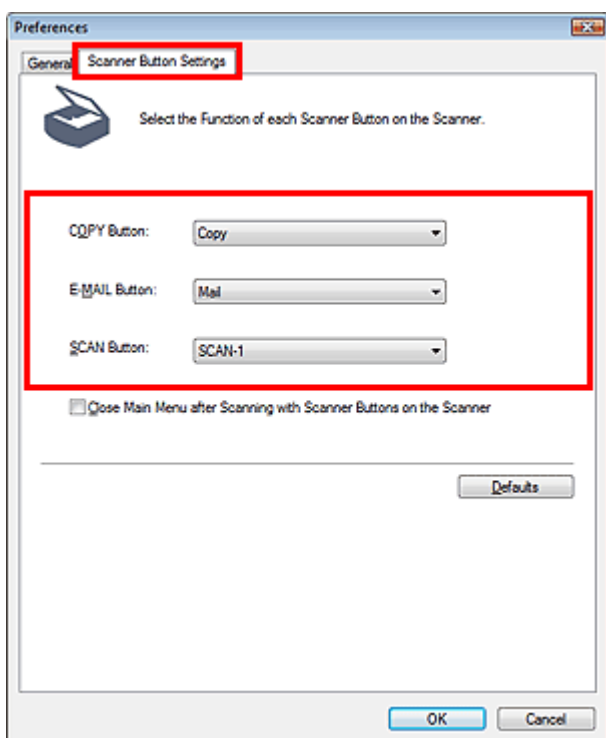 Preferences
General
Scanner Button Settings
Select the Function of each Scanner Button on the Scanner.
COPY Button:
Copy
E-MAIL Button:
Mail
SCAN Button:
SCAN-1
Close Main Menu after Scanning with Scanner Buttons on the Scanner
Defaults
OK
Cancel